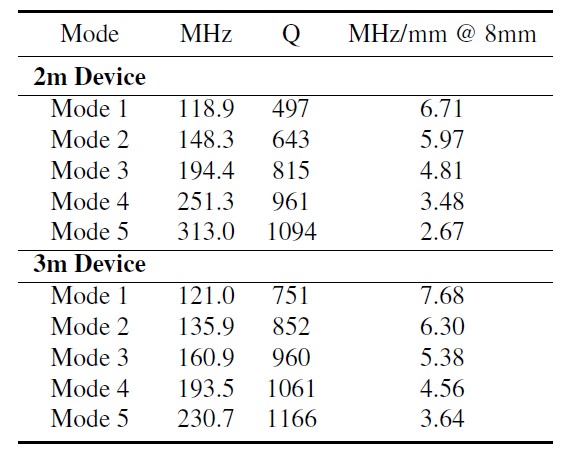 Mode MHz Q MHz/mm @ 8mm
2m Device
Mode 1 118.9 497 6.71
Mode 2 148.3 643 5.97
Mode 3 194.4 815 4.81
Mode 4 251.3 961 3.48
Mode 5 313.0 1094 2.67
3m Device
Mode 1 121.0 751 7.68
Mode 2 135.9 852 6.30
Mode 3 160.9 960 5.38
Mode 4 193.5 1061 4.56
Mode 5 230.7 1166 3.64